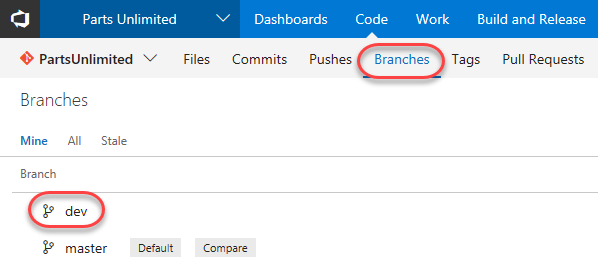 Parts Unlimited Dashboards Code Work Build and Release
PartsUnlimited Files Commits Pushes Branches Tags Pull Requests
Branches
Mine All Stale
Branch
dev
master Default Compare